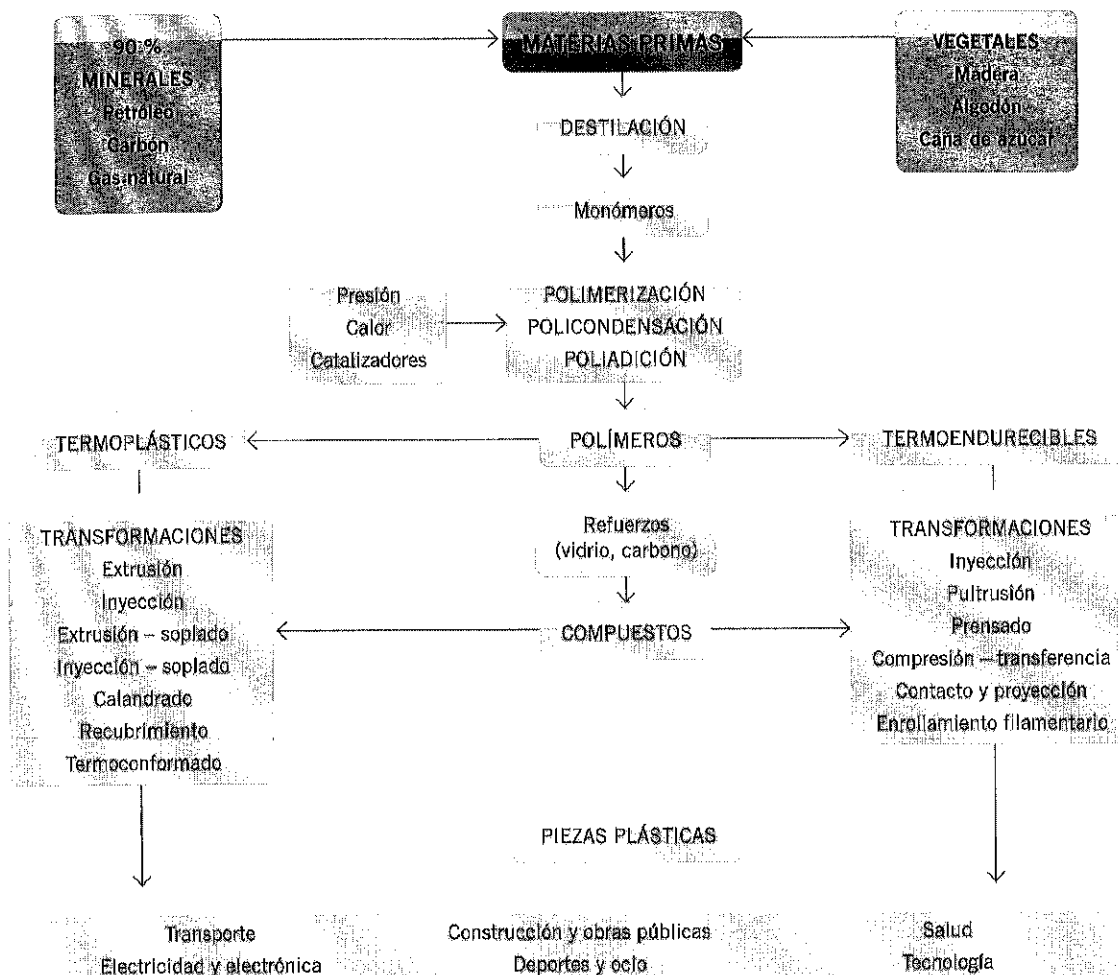 90 %
MINERALES
Petróleo
Carbón
Gas natural
MATERIAS PRIMAS
VEGETALES
Madera
Algodón
Caña de azúcar
DESTILACIÓN
Monómeros
Presión
Calor
Catalizadores
POLIMERIZACIÓN
POLICONDENSACIÓN
POLIADICIÓN
TERMOPLÁSTICOS
POLÍMEROS
TERMOENDURECIBLES
TRANSFORMACIONES
Extrusión
Inyección
Extrusión – soplado
Inyección – soplado
Calandrado
Recubrimiento
Termoconformado
Refuerzos
(vidrio, carbono)
COMPUESTOS
TRANSFORMACIONES
Inyección
Pultrusión
Prensado
Compresión – transferencia
Contacto y proyección
Enrollamiento filamentario
PIEZAS PLÁSTICAS
Transporte
Electricidad y electrónica
Construcción y obras públicas
Deportes y ocio
Salud
Tecnología